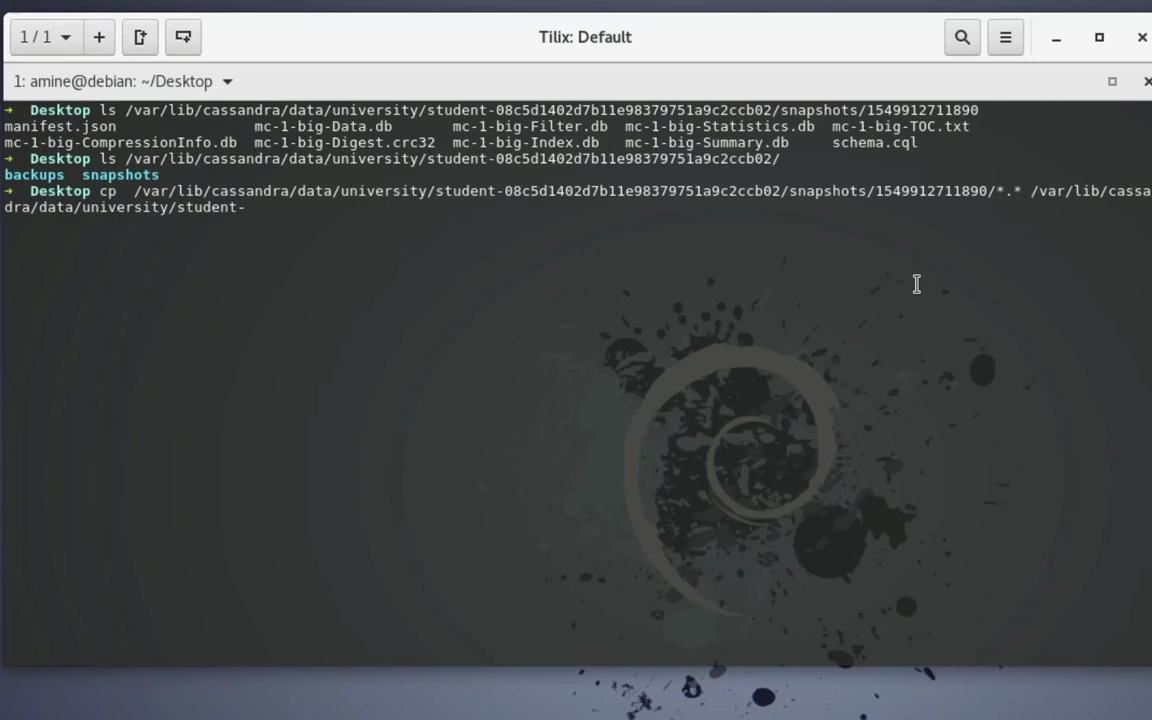 1 / 1
Tilix: Default
1: amine@debian: ~/Desktop
➜ Desktop ls /var/lib/cassandra/data/university/student-08c5d1402d7b11e98379751a9c2ccb02/snapshots/1549912711890
manifest.json mc-1-big-Data.db mc-1-big-Filter.db mc-1-big-Statistics.db mc-1-big-TOC.txt
mc-1-big-CompressionInfo.db mc-1-big-Digest.crc32 mc-1-big-Index.db mc-1-big-Summary.db schema.cql
➜ Desktop ls /var/lib/cassandra/data/university/student-08c5d1402d7b11e98379751a9c2ccb02/
backups snapshots
➜ Desktop cp /var/lib/cassandra/data/university/student-08c5d1402d7b11e98379751a9c2ccb02/snapshots/1549912711890/*.* /var/lib/cassa
dra/data/university/student-